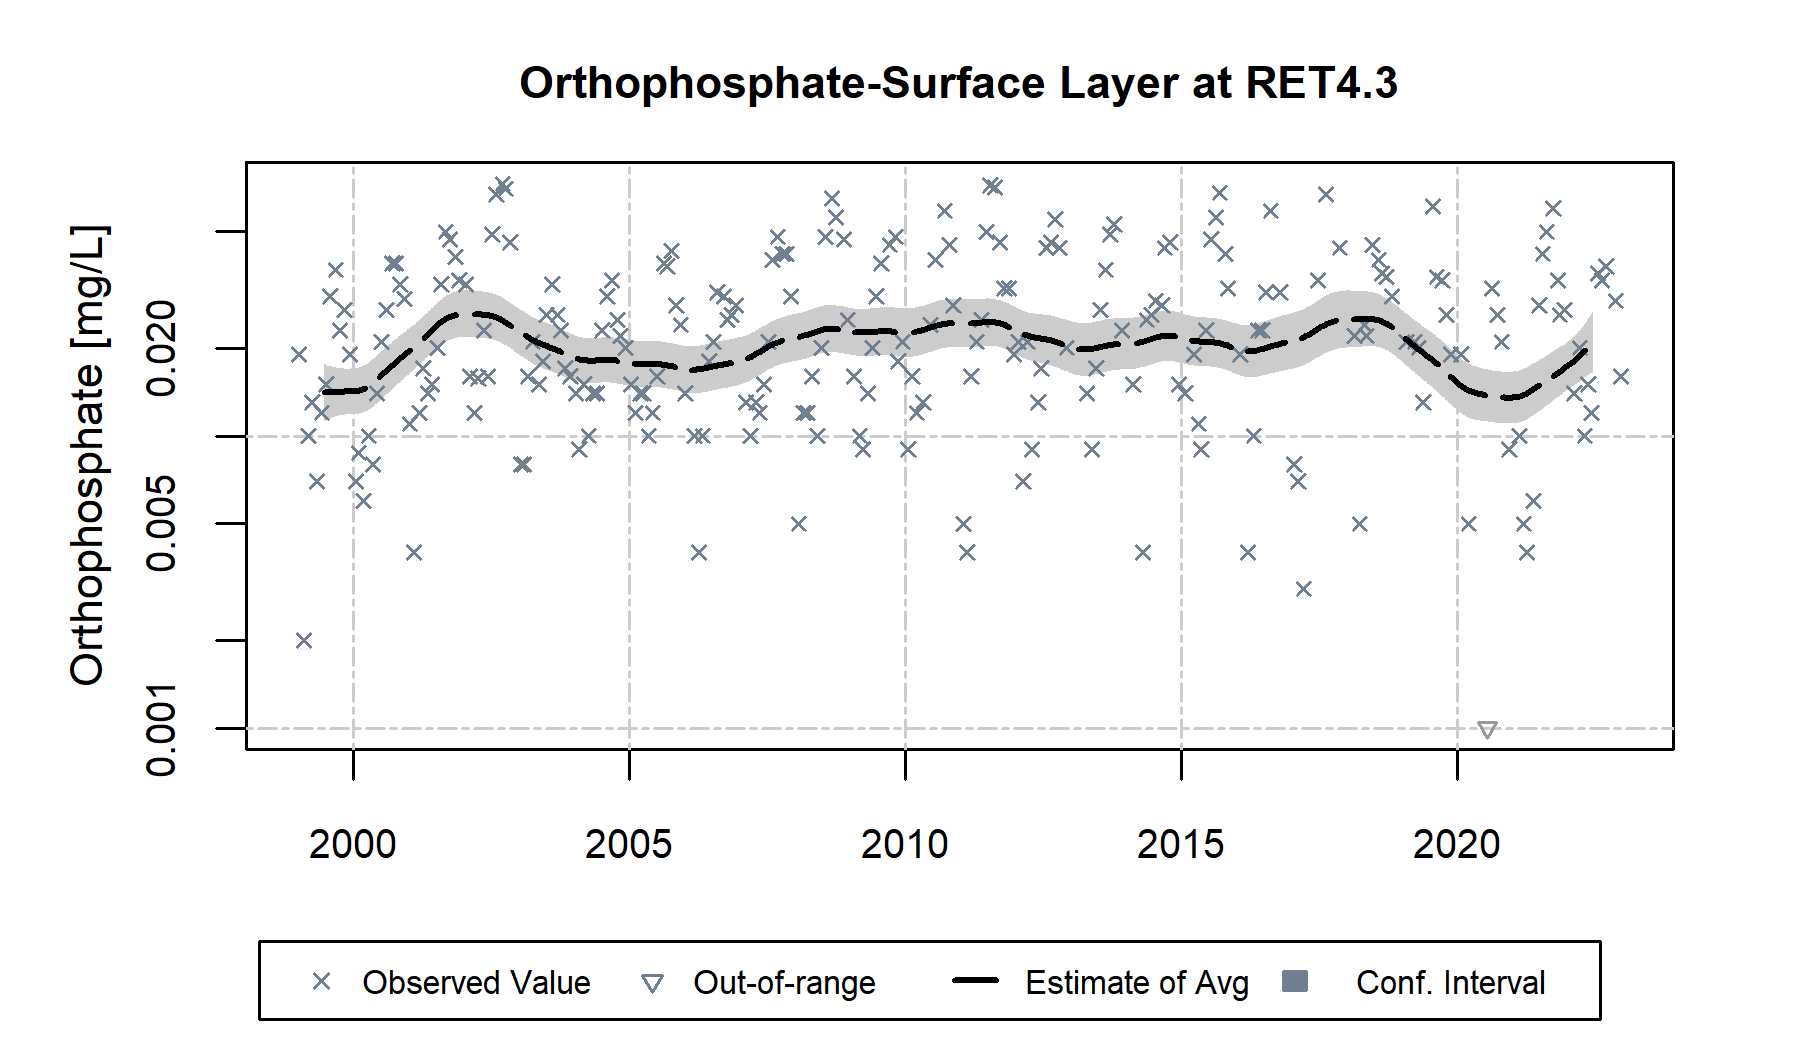 Orthophosphate-Surface Layer at RET4.3
Orthophosphate [mg/L]
0.020
0.005
0.001
2000 2005 2010 2015 2020
Observed Value Out-of-range Estimate of Avg Conf. Interval